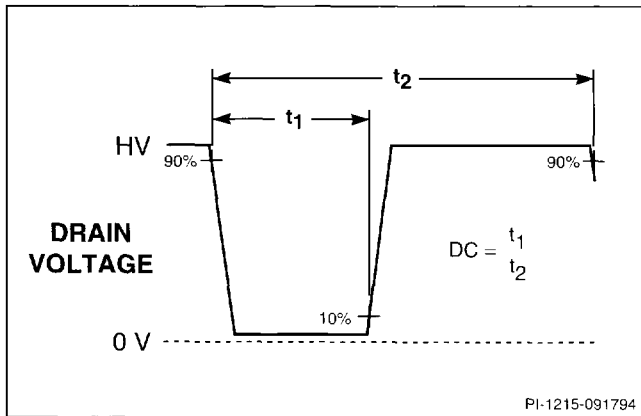 t2
t1
HV
90%
90%
DRAIN
VOLTAGE
DC = t1
t2
10%
0 V
PI-1215-091794